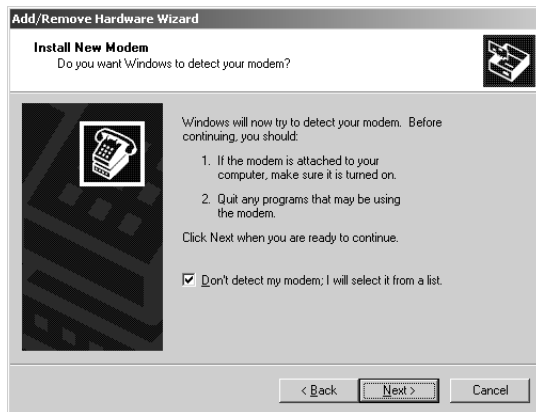 Add/Remove Hardware Wizard
Install New Modem
Do you want Windows to detect your modem?
Windows will now try to detect your modem. Before
continuing, you should:
1. If the modem is attached to your
computer, make sure it is turned on.
2. Quit any programs that may be using
the modem.
Click Next when you are ready to continue.
Don't detect my modem; I will select it from a list.
< Back
Next >
Cancel